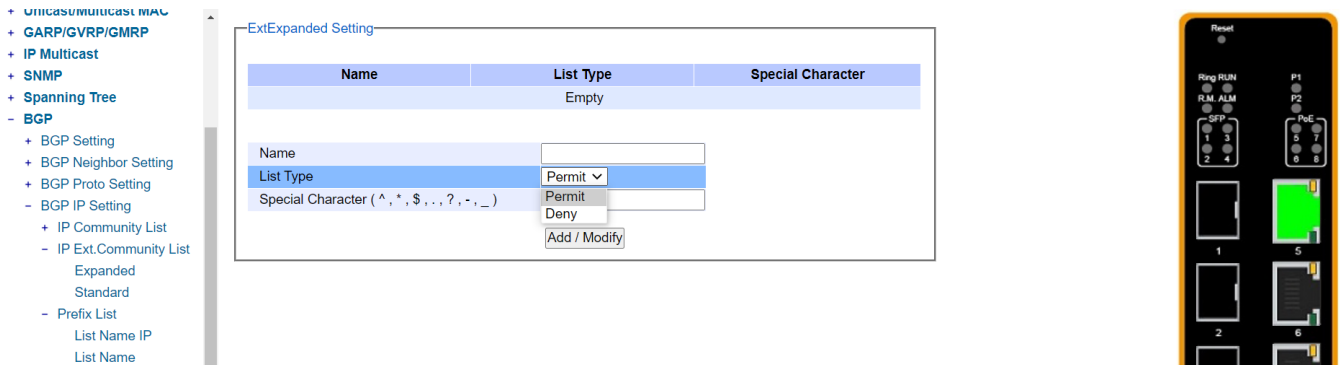 + Unicast/Multicast MAC
+ GARP/GVRP/GMRP
+ IP Multicast
+ SNMP
+ Spanning Tree
− BGP
+ BGP Setting
+ BGP Neighbor Setting
+ BGP Proto Setting
− BGP IP Setting
+ IP Community List
− IP Ext.Community List
Expanded
Standard
− Prefix List
List Name IP
List Name
ExtExpanded Setting
Name List Type Special Character
Empty
Name
List Type Permit
Special Character ( ^ , * , $ , . , ? , - , _ )
Permit
Deny
Add / Modify
Reset
Ring RUN P1
R.M. ALM P2
SFP PoE
1 3 5 7
2 4 6 8
1 5
2 6